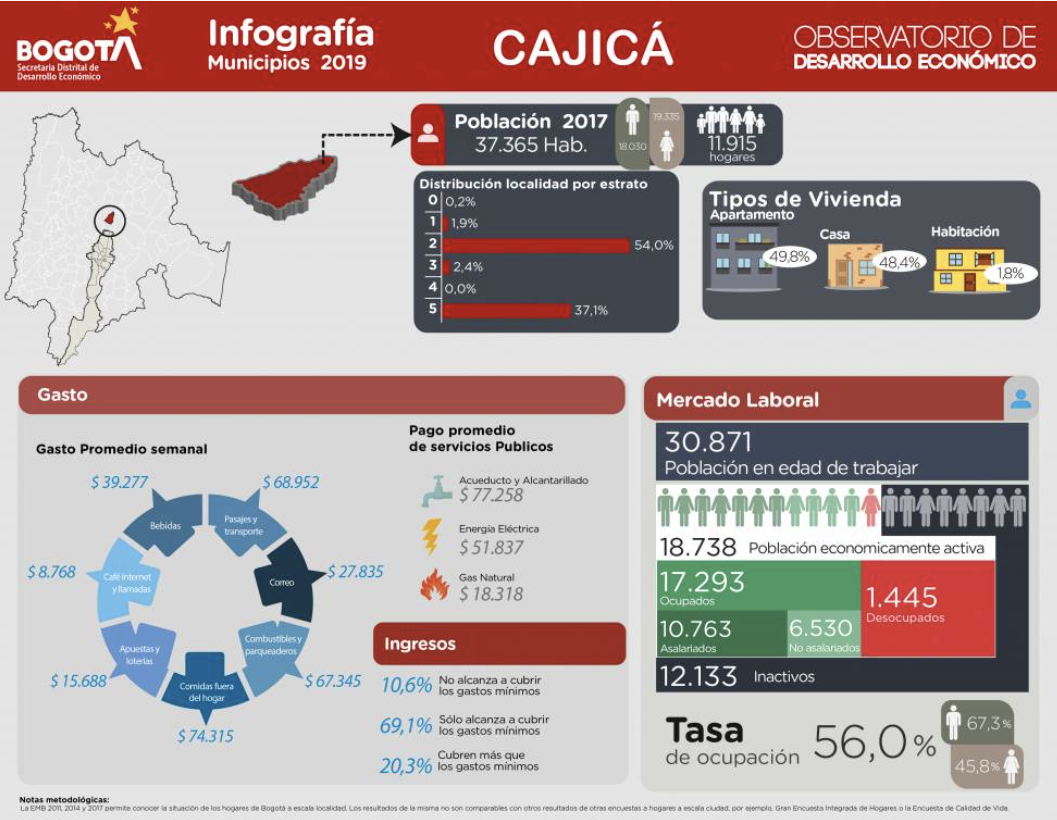 BOGOTÁ
Secretaría Distrital de
Desarrollo Económico
Infografía
Municipios 2019
CAJICÁ
OBSERVATORIO DE
DESARROLLO ECONÓMICO
Población 2017
37.365 Hab.
18.030
19.335
11.915
hogares
Distribución localidad por estrato
0 0,2%
1 1,9%
2 54,0%
3 2,4%
4 0,0%
5 37,1%
Tipos de Vivienda
Apartamento
49,8%
Casa
48,4%
Habitación
1,8%
Gasto
Gasto Promedio semanal
$ 39.277
Bebidas
$ 68.952
Pasajes y
transporte
$ 27.835
Correo
$ 67.345
Combustibles y
parqueaderos
$ 74.315
Comidas fuera
del hogar
$ 15.688
Apuestas y
loterías
$ 8.768
Café internet
y llamadas
Pago promedio
de servicios Publicos
Acueducto y Alcantarillado
$ 77.258
Energía Eléctrica
$ 51.837
Gas Natural
$ 18.318
Ingresos
10,6% No alcanza a cubrir
los gastos mínimos
69,1% Sólo alcanza a cubrir
los gastos mínimos
20,3% Cubren más que
los gastos mínimos
Mercado Laboral
30.871
Población en edad de trabajar
18.738 Población economicamente activa
17.293
Ocupados
1.445
Desocupados
10.763
Asalariados
6.530
No asalariados
12.133 Inactivos
Tasa
de ocupación
56,0 %
67,3 %
45,8%
Notas metodológicas:
La EMB 2011, 2014 y 2017 permite conocer la situación de los hogares de Bogotá a escala localidad. Los resultados de la misma no son comparables con otros resultados de otras encuestas a hogares a escala ciudad, por ejemplo, Gran Encuesta Integrada de Hogares o la Encuesta de Calidad de Vida.